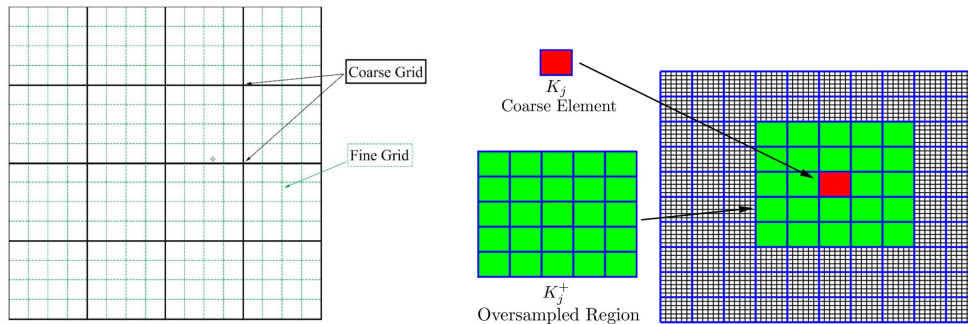 Coarse Grid
Fine Grid
K_j
Coarse Element
K_j^+
Oversampled Region